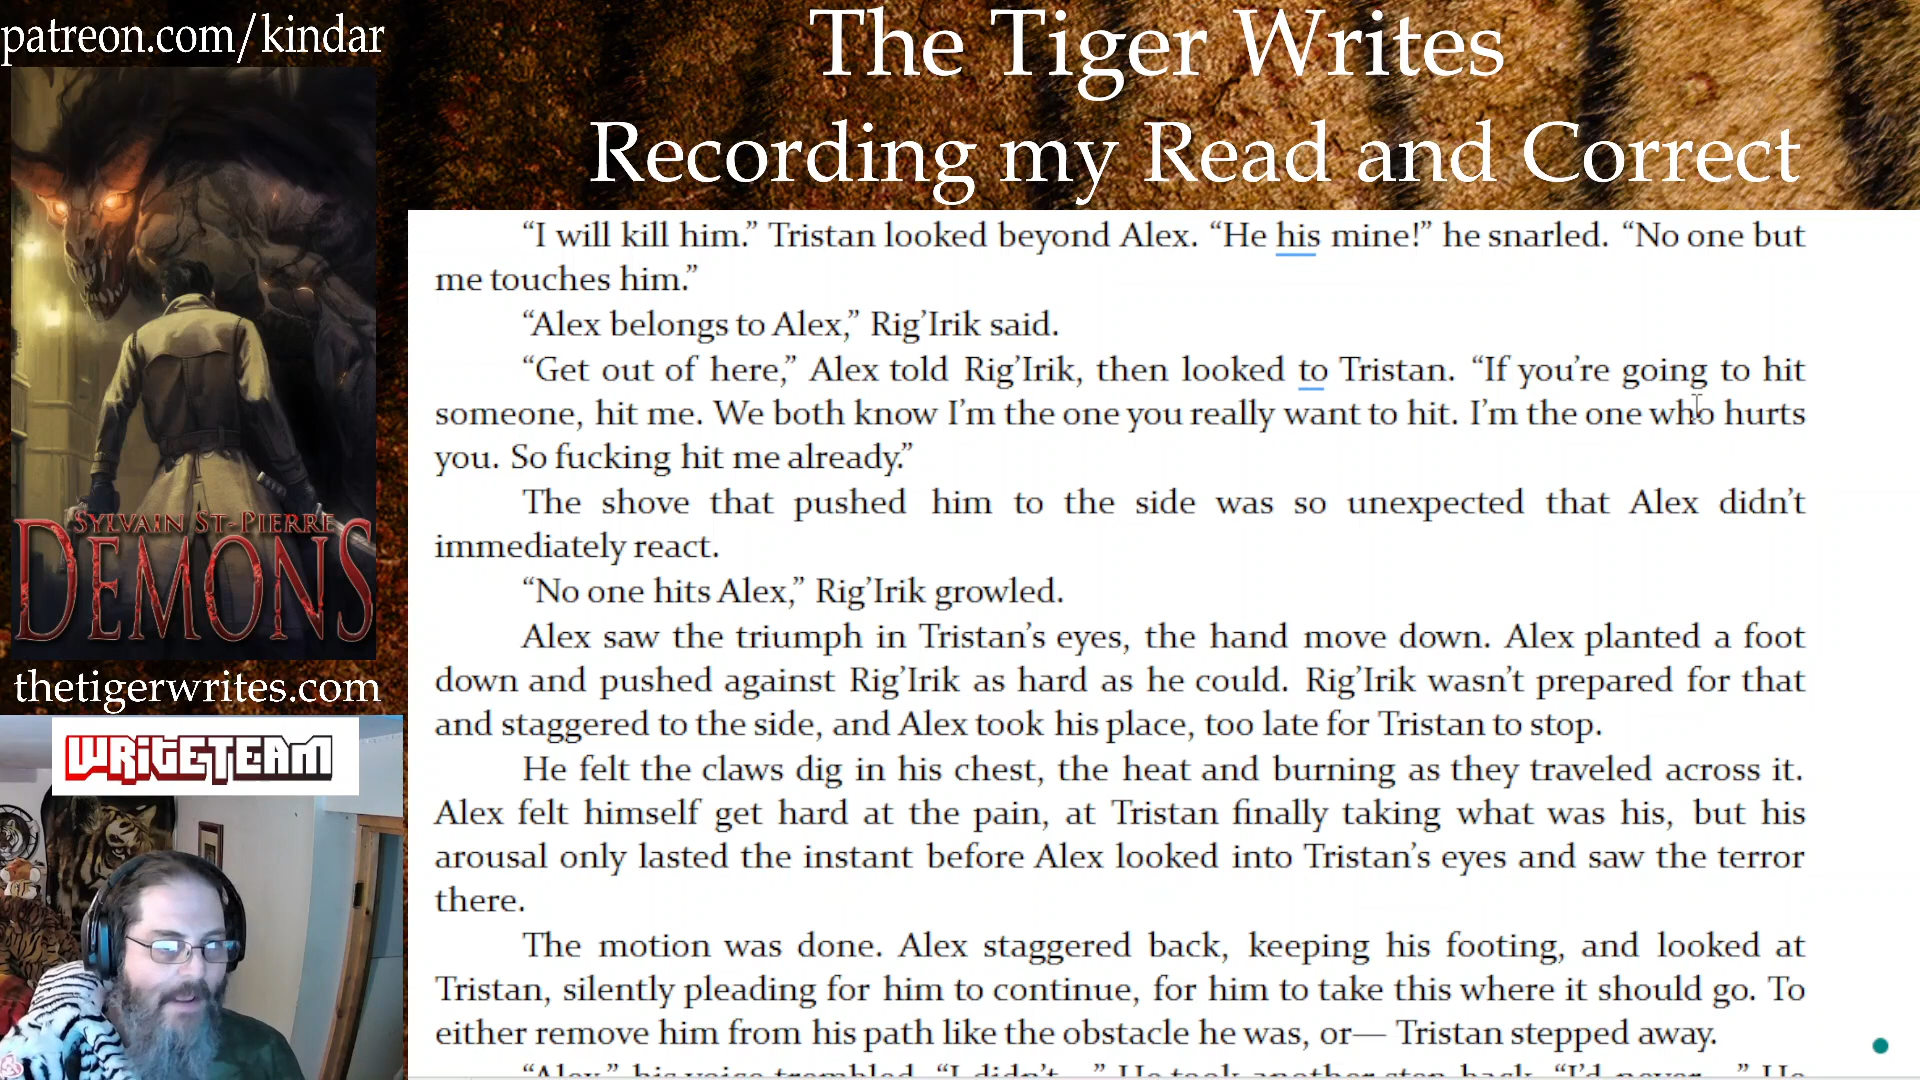 patreon.com/kindar
The Tiger Writes
Recording my Read and Correct
SYLVAIN ST-PIERRE
DEMONS
thetigerwrites.com
WRITETEAM
“I will kill him.” Tristan looked beyond Alex. “He his mine!” he snarled. “No one but
me touches him.”
“Alex belongs to Alex,” Rig’Irik said.
“Get out of here,” Alex told Rig’Irik, then looked to Tristan. “If you’re going to hit
someone, hit me. We both know I’m the one you really want to hit. I’m the one who hurts
you. So fucking hit me already.”
The shove that pushed him to the side was so unexpected that Alex didn’t
immediately react.
“No one hits Alex,” Rig’Irik growled.
Alex saw the triumph in Tristan’s eyes, the hand move down. Alex planted a foot
down and pushed against Rig’Irik as hard as he could. Rig’Irik wasn’t prepared for that
and staggered to the side, and Alex took his place, too late for Tristan to stop.
He felt the claws dig in his chest, the heat and burning as they traveled across it.
Alex felt himself get hard at the pain, at Tristan finally taking what was his, but his
arousal only lasted the instant before Alex looked into Tristan’s eyes and saw the terror
there.
The motion was done. Alex staggered back, keeping his footing, and looked at
Tristan, silently pleading for him to continue, for him to take this where it should go. To
either remove him from his path like the obstacle he was, or— Tristan stepped away.
“Alex,” his voice trembled. “I didn’t—” He took another step back. “I’d never—” He